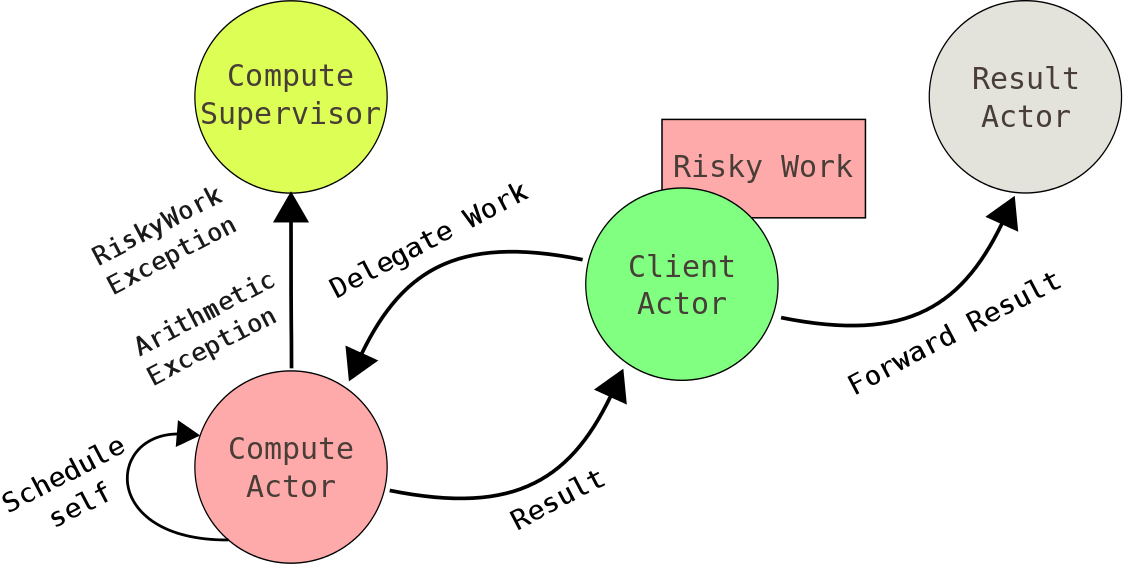 Compute
Supervisor
Result
Actor
Risky Work
RiskyWork
Exception
Delegate Work
Client
Actor
Arithmetic
Exception
Forward Result
Compute
Actor
Schedule
self
Result